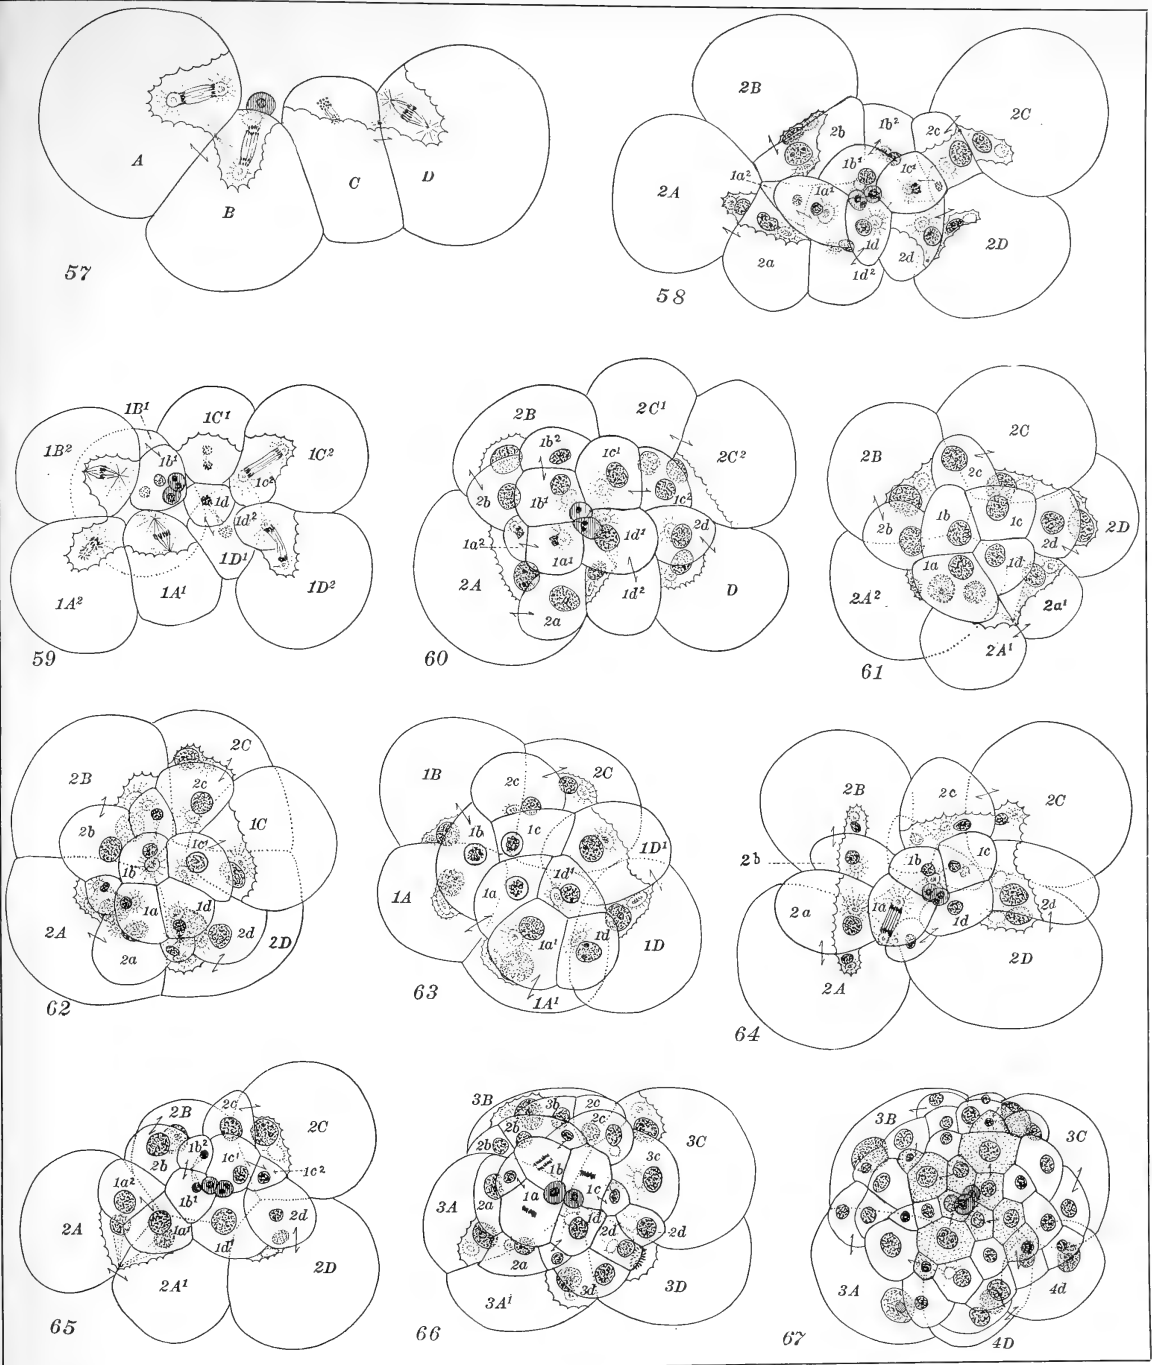 A
B
C
D
57
2B
2b
1b²
2c
2C
1b¹
1c¹
1a²
2A
1a¹
1d
2a
1d²
2d
2D
58
1B¹
1C¹
1B²
1b¹
1C²
1c²
1d
1d²
1D¹
1A²
1A¹
1D²
59
2B
2C¹
1b²
1c¹
2C²
2b
1b¹
1c²
1a²
1d¹
2d
1a¹
2A
1d²
D
2a
60
2C
2B
2c
2b
1b
1c
2D
2d
1a
1d
2A²
2a¹
2A¹
61
2C
2B
2c
1C
2b
1c¹
1b
1a
1d
2A
2d
2D
2a
62
1B
2c
2C
1b
1c
1D¹
1A
1a
1d¹
1a¹
1d
1D
1A¹
63
2B
2c
2C
2b
1b
1c
2a
1a
1d
2d
2D
2A
64
2B
2c
2C
1b²
2b
1c¹
1c²
1a²
1b¹
2A
1a¹
2d
1d¹
2D
2A¹
65
3B
3b
2c
2c
2b
3C
2b
1b
3c
1a
1c
3A
2a
1d
2d
2d
2a
3d
3D
3A¹
66
3B
3C
3A
4d
67
4D